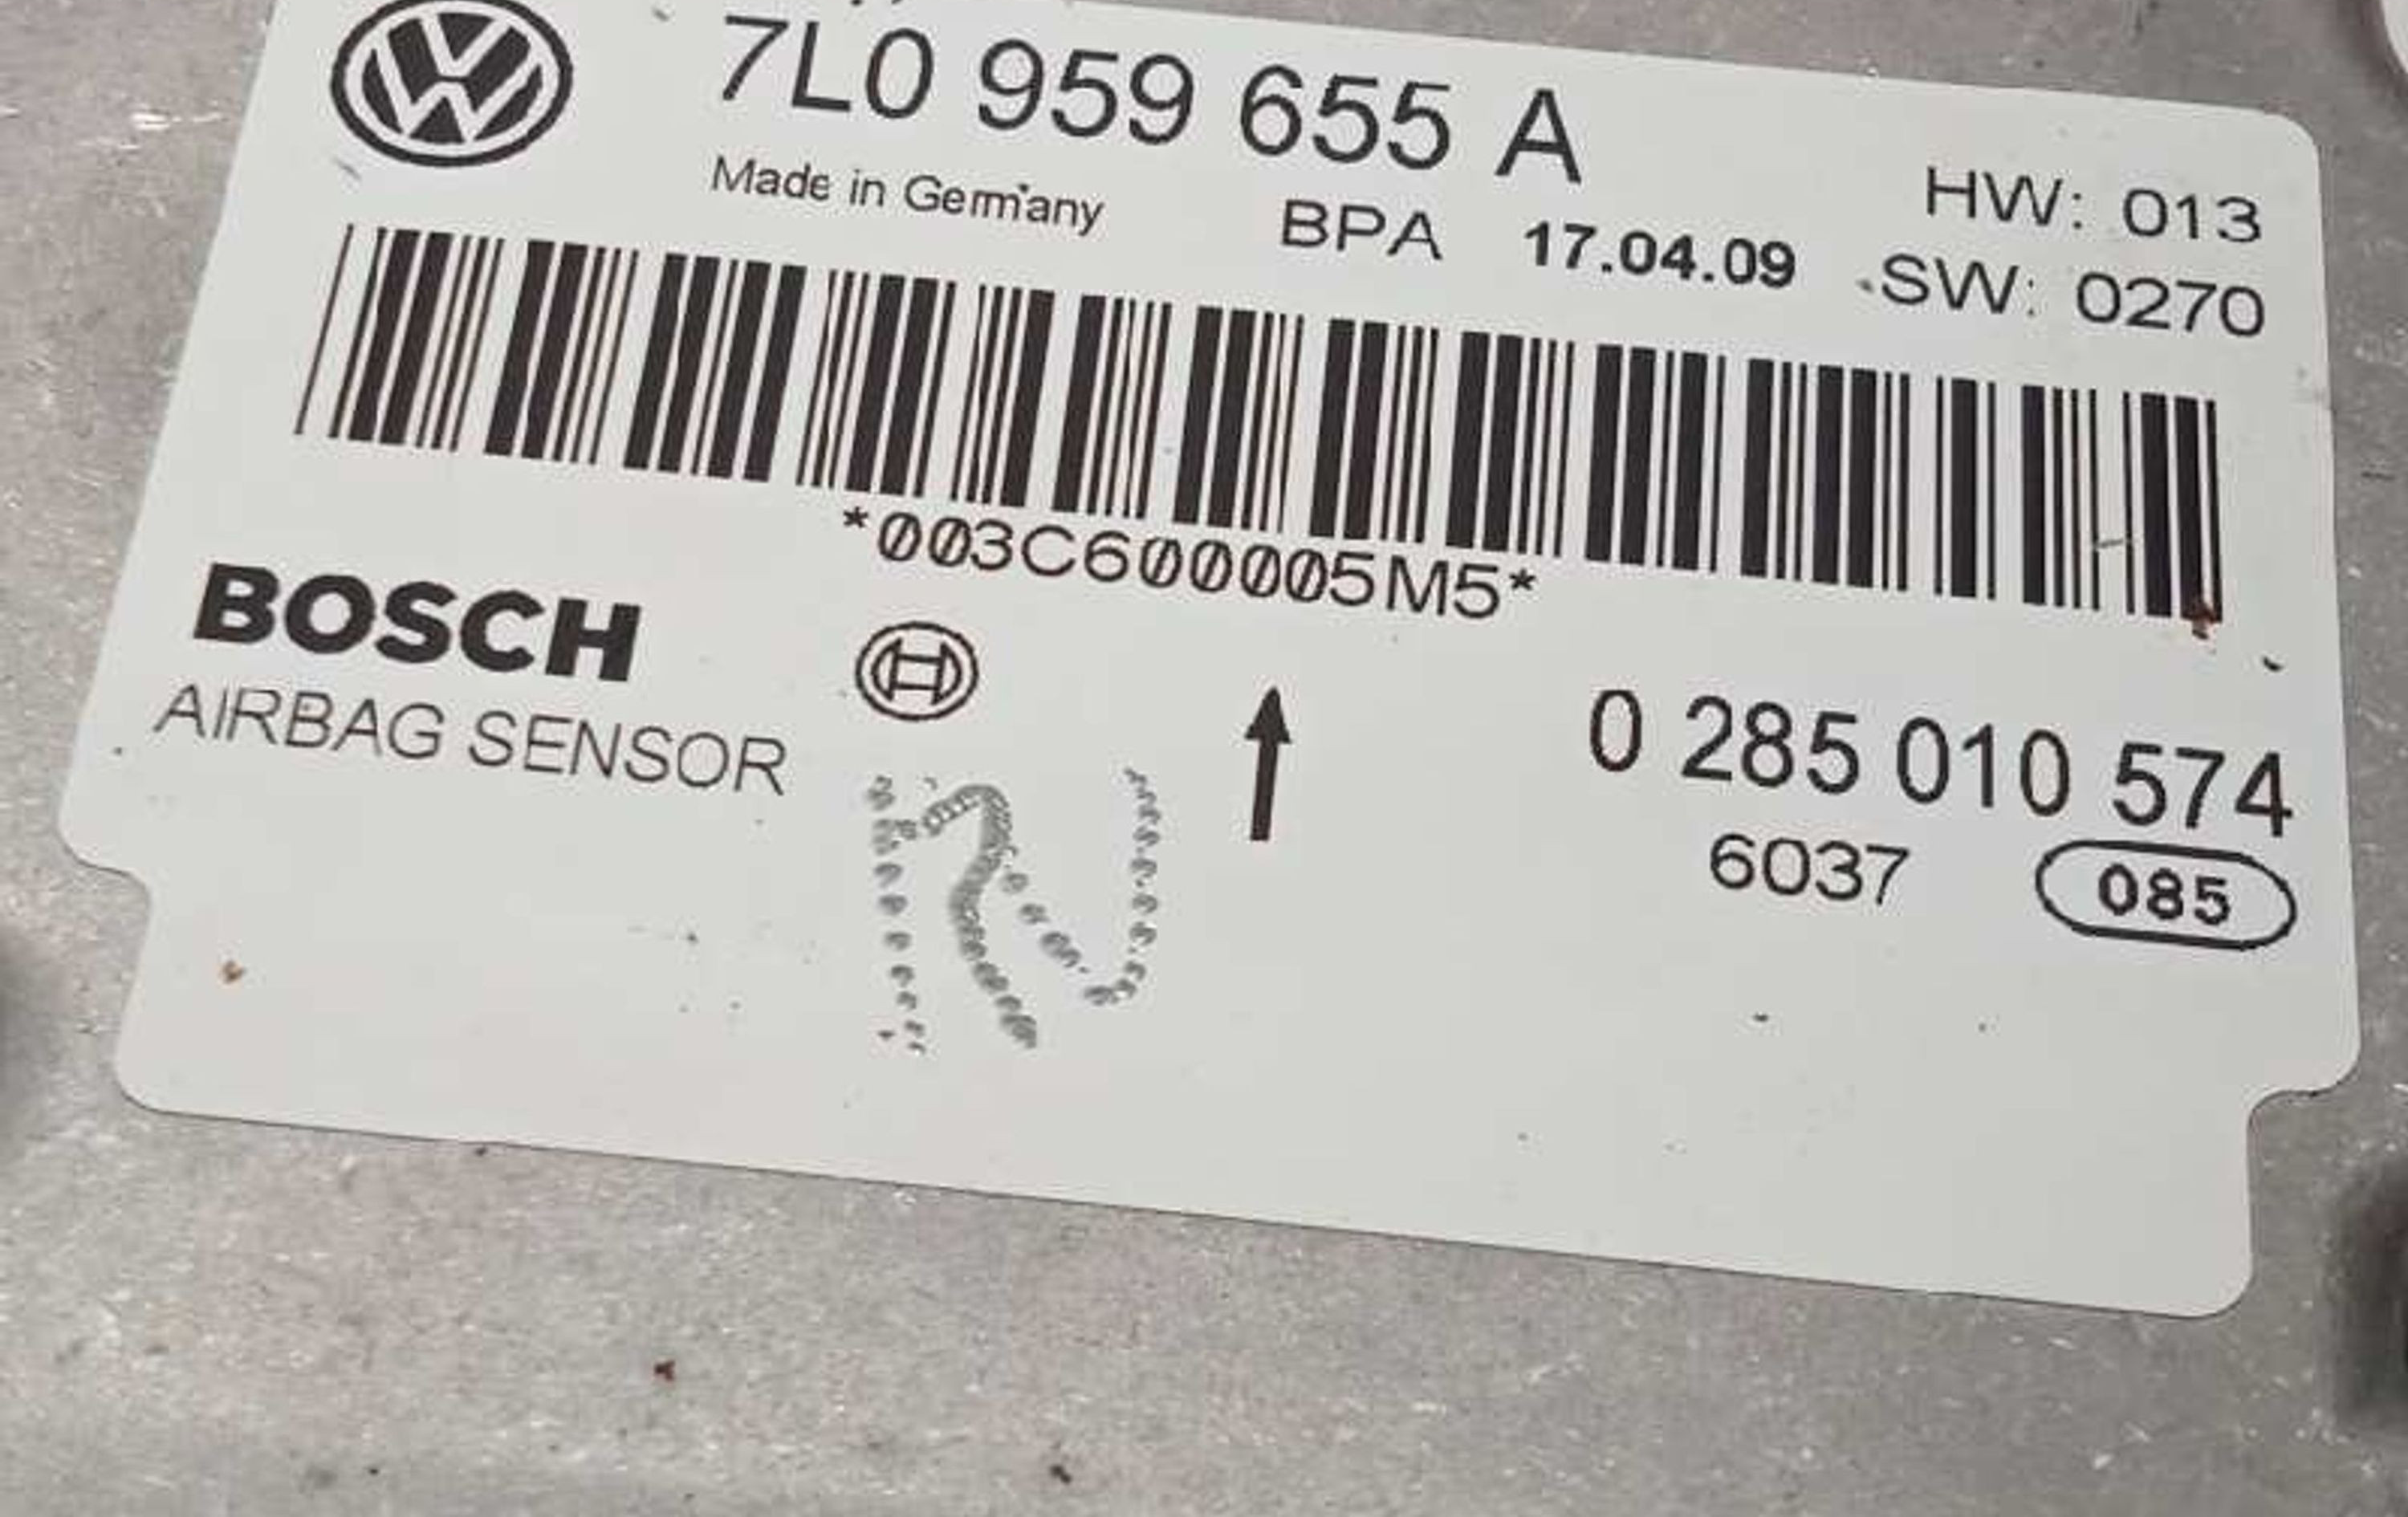 7L0 959 655 A
Made in Germany
BPA 17.04.09
HW: 013
SW: 0270
*003C600005M5*
BOSCH
AIRBAG SENSOR
0 285 010 574
6037 085